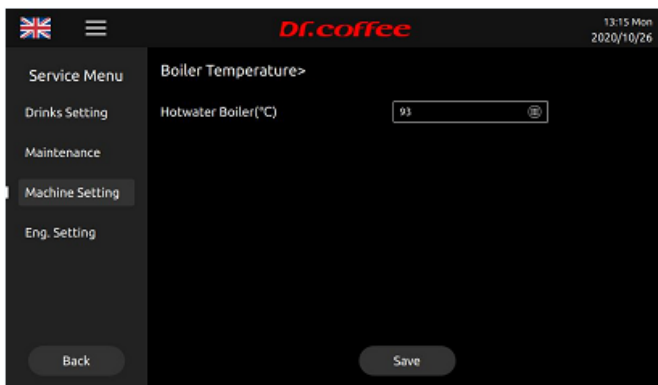 Dr.coffee
13:15 Mon
2020/10/26
Service Menu
Drinks Setting
Maintenance
Machine Setting
Eng. Setting
Back
Boiler Temperature>
Hotwater Boiler(°C)
93
Save